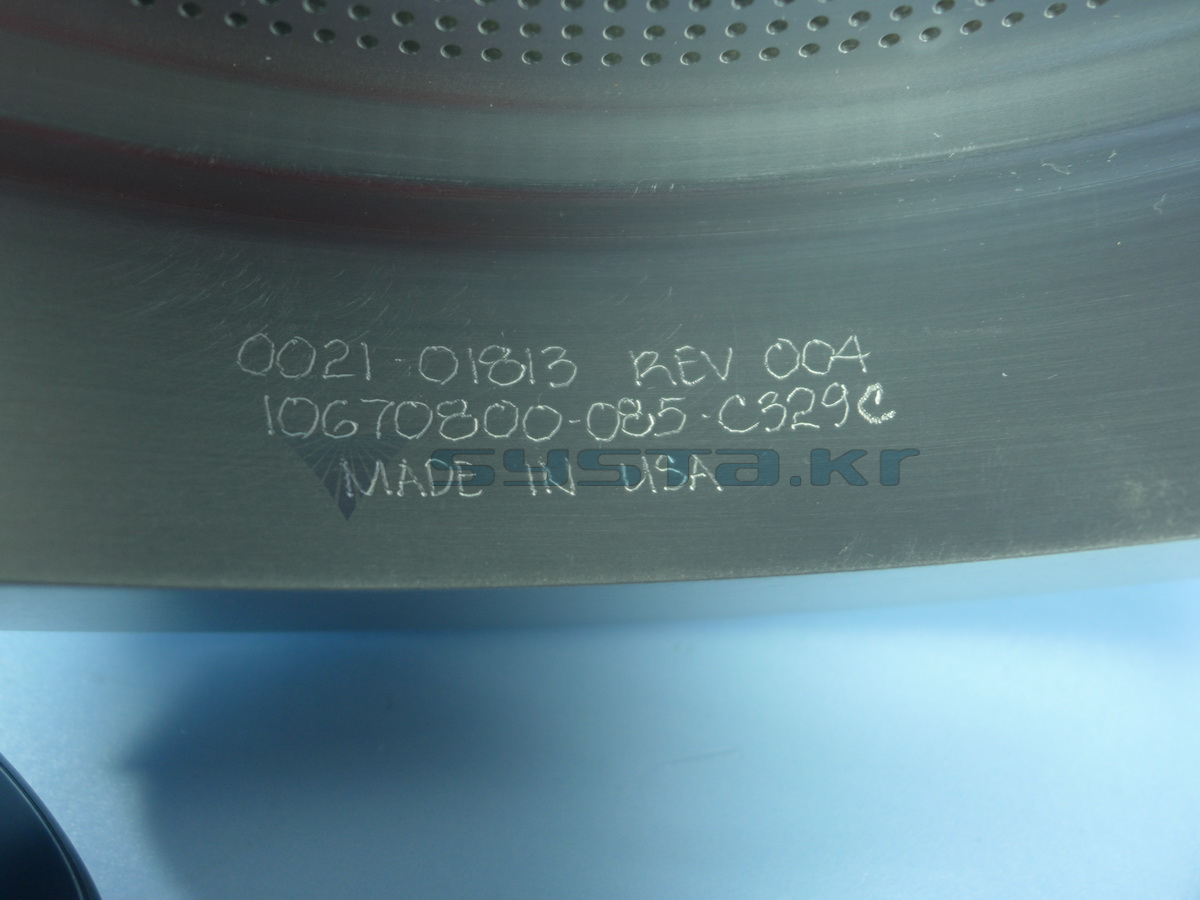 0021-01813 REV 004
10670800-085-C329C
MADE IN USA
systa.kr